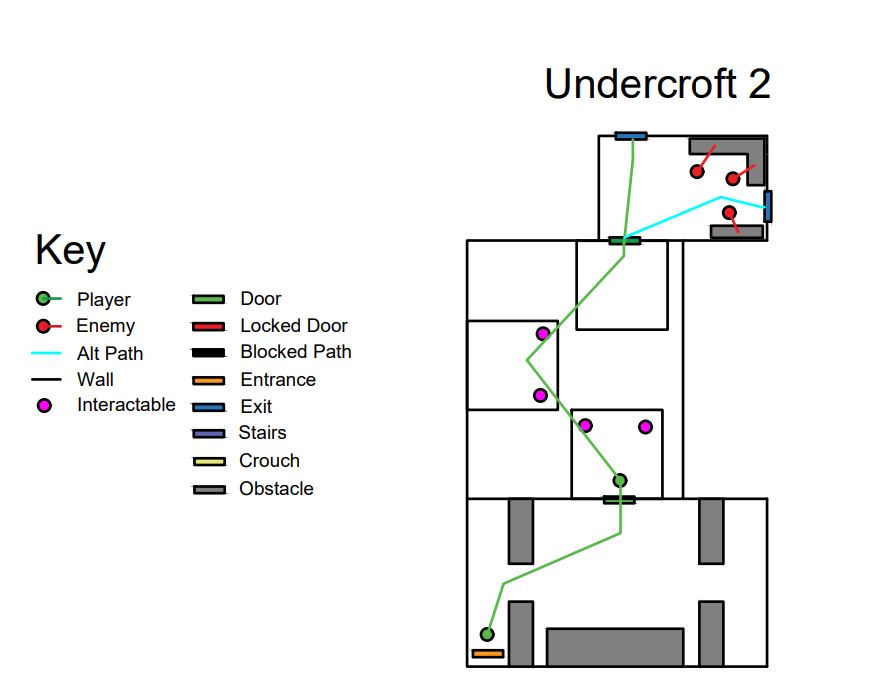 Undercroft 2
Key
Player
Enemy
Alt Path
Wall
Interactable
Door
Locked Door
Blocked Path
Entrance
Exit
Stairs
Crouch
Obstacle